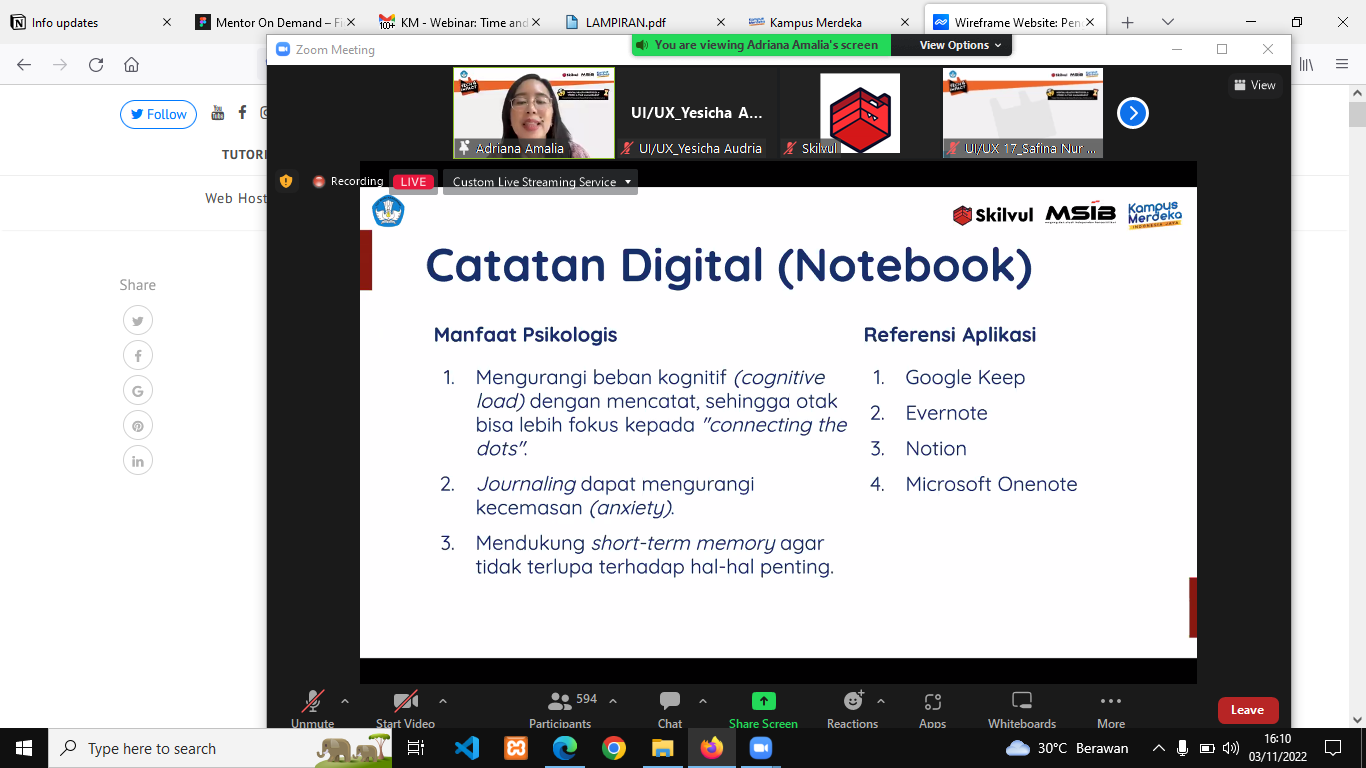 Info updates
Mentor On Demand – Fi
100+ KM - Webinar: Time and
LAMPIRAN.pdf
Kampus Merdeka
Wireframe Website: Pen
Zoom Meeting
You are viewing Adriana Amalia's screen
View Options
Follow
You Tube
TUTOR
Web Host
Share
Adriana Amalia
UI/UX_Yesicha A...
UI/UX_Yesicha Audria
Skilvul
UI/UX 17_Safina Nur ...
View
Recording
LIVE
Custom Live Streaming Service
Skilvul
MSIB
Kampus
Merdeka
INDONESIA JAYA
Catatan Digital (Notebook)
Manfaat Psikologis
1. Mengurangi beban kognitif (cognitive
load) dengan mencatat, sehingga otak
bisa lebih fokus kepada "connecting the
dots".
2. Journaling dapat mengurangi
kecemasan (anxiety).
3. Mendukung short-term memory agar
tidak terlupa terhadap hal-hal penting.
Referensi Aplikasi
1. Google Keep
2. Evernote
3. Notion
4. Microsoft Onenote
Unmute
Start Video
594
Participants
Chat
Share Screen
Reactions
Apps
Whiteboards
More
Leave
Type here to search
30°C Berawan
16:10
03/11/2022